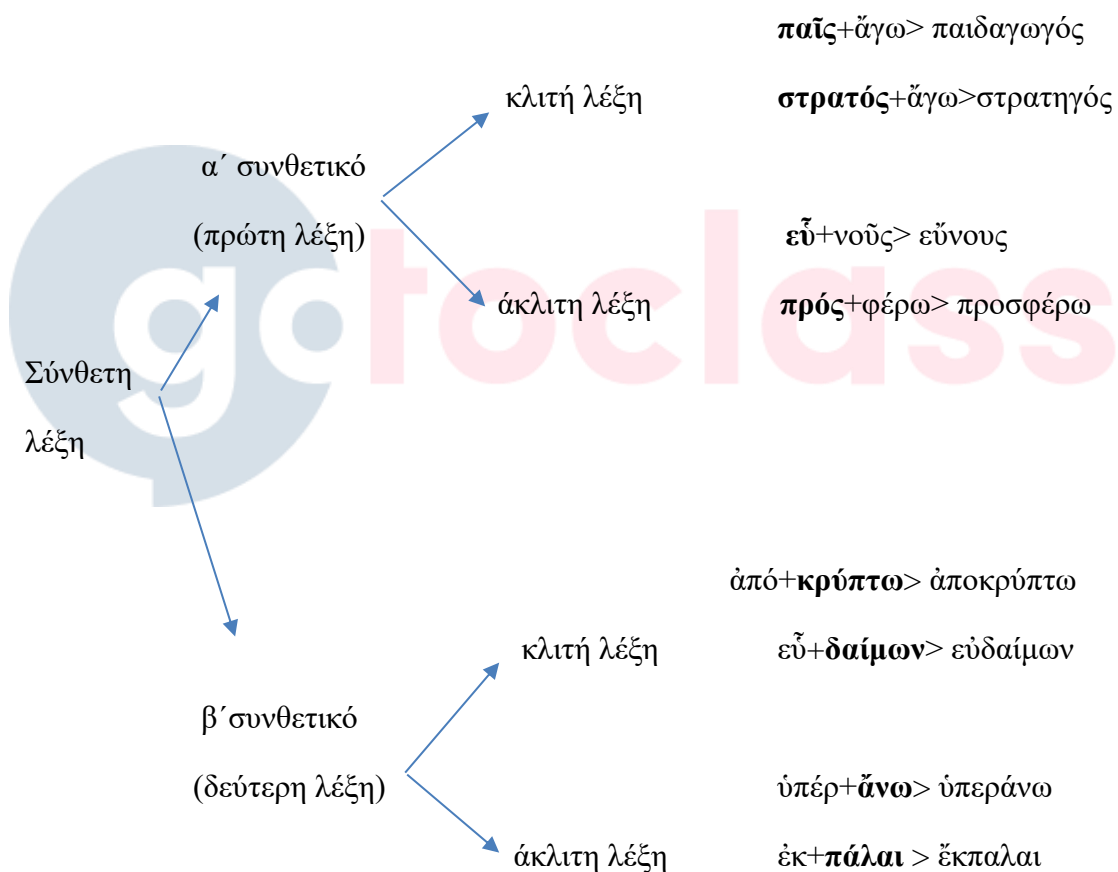 παῖς+ἄγω> παιδαγωγός
κλιτή λέξη στρατός+ἄγω>στρατηγός
α΄ συνθετικό
(πρώτη λέξη) εὖ+νοῦς> εὔνους
άκλιτη λέξη πρός+φέρω> προσφέρω
gotoclass
Σύνθετη
λέξη
ἀπό+κρύπτω> ἀποκρύπτω
κλιτή λέξη εὖ+δαίμων> εὐδαίμων
β΄συνθετικό
(δεύτερη λέξη) ὑπέρ+ἄνω> ὑπεράνω
άκλιτη λέξη ἐκ+πάλαι > ἔκπαλαι